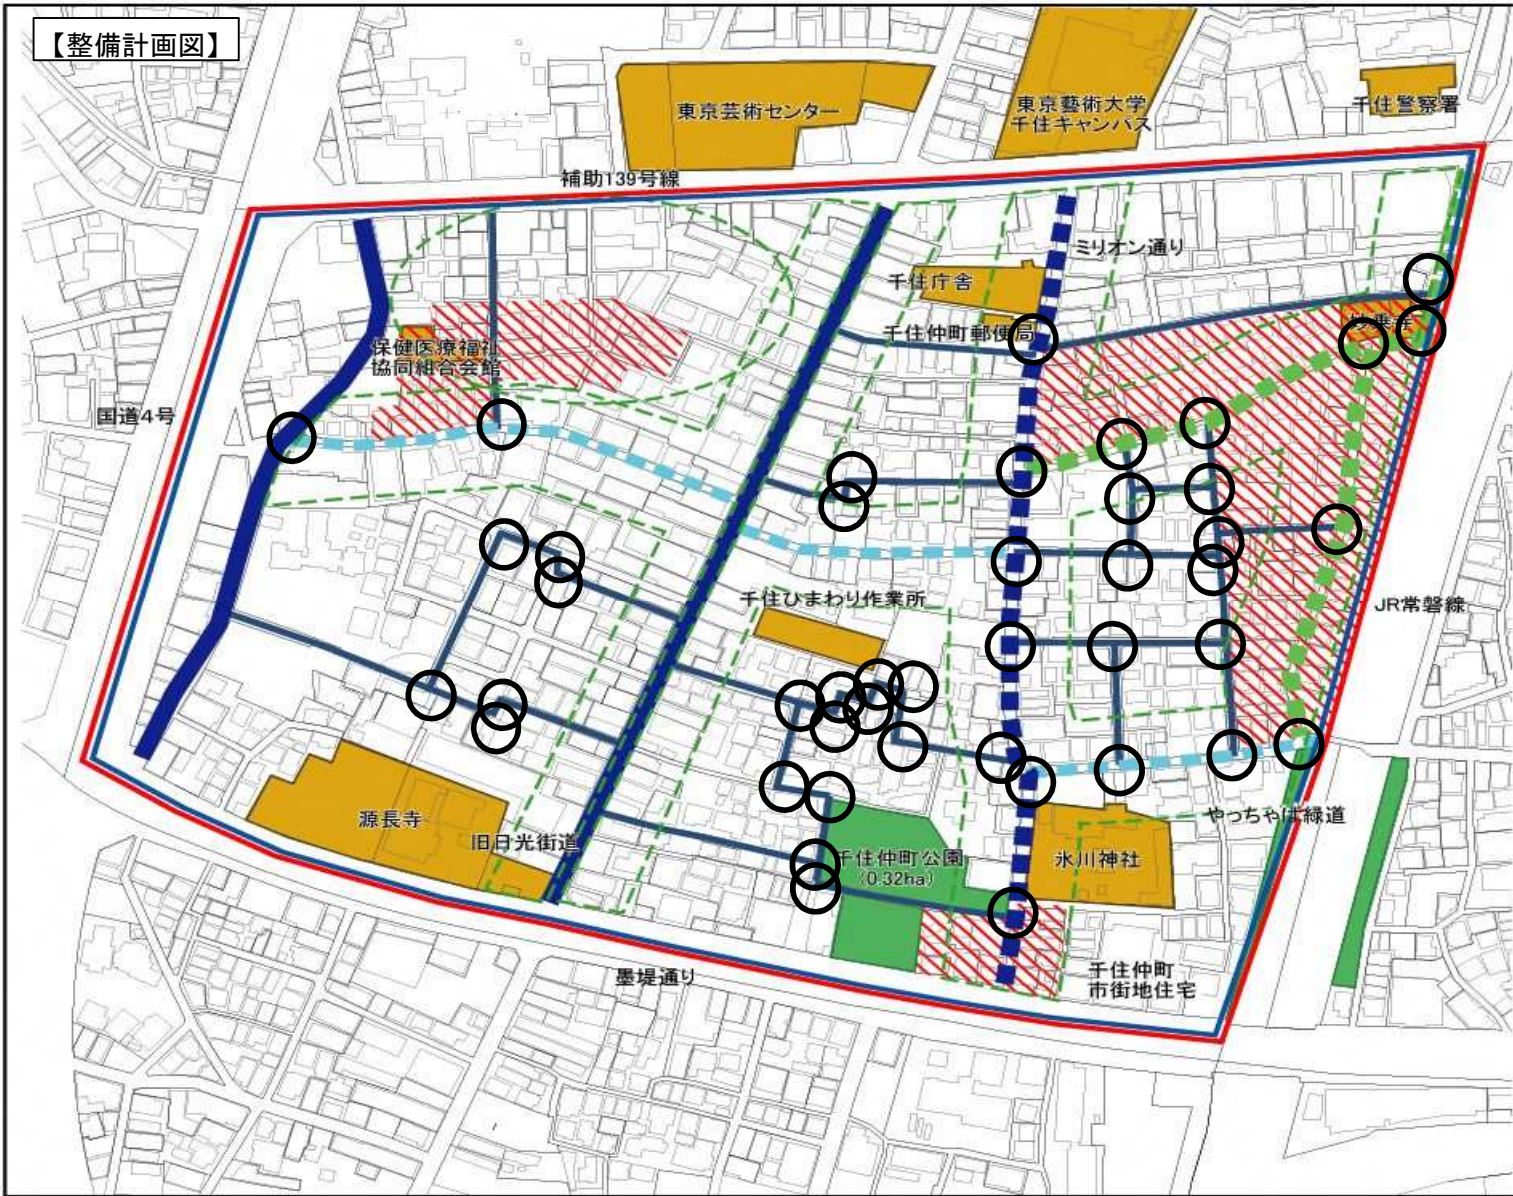 【整備計画図】
東京芸術センター
東京藝術大学
千住キャンパス
千住警察署
補助139号線
ミリオン通り
千住庁舎
千住仲町郵便局
妙乗寺
保健医療福祉
協同組合会館
国道4号
千住ひまわり作業所
JR常磐線
源長寺
旧日光街道
千住仲町公園
(0.32ha)
氷川神社
やっちゃば緑道
墨堤通り
千住仲町
市街地住宅